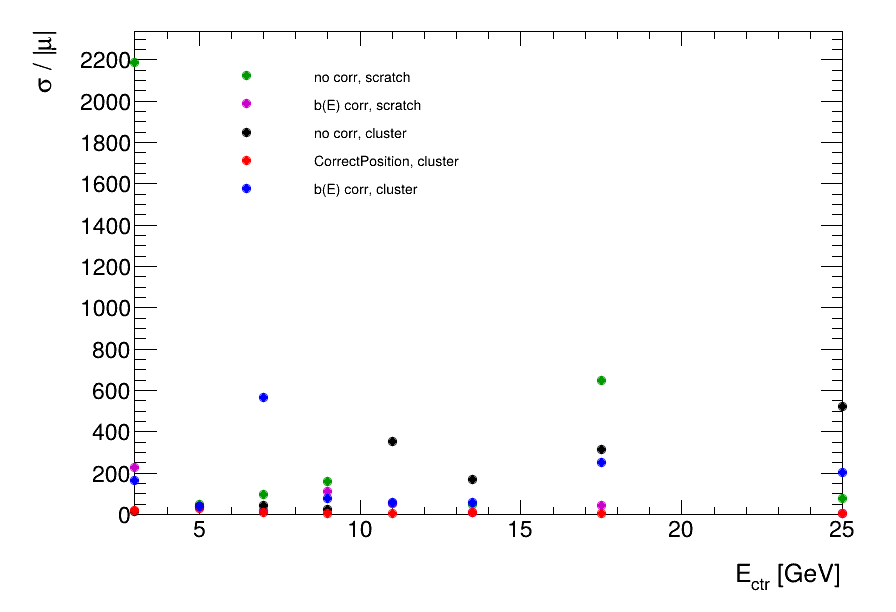 σ / |μ|
2200
2000
1800
1600
1400
1200
1000
800
600
400
200
0
no corr, scratch
b(E) corr, scratch
no corr, cluster
CorrectPosition, cluster
b(E) corr, cluster
5 10 15 20 25
E_ctr [GeV]